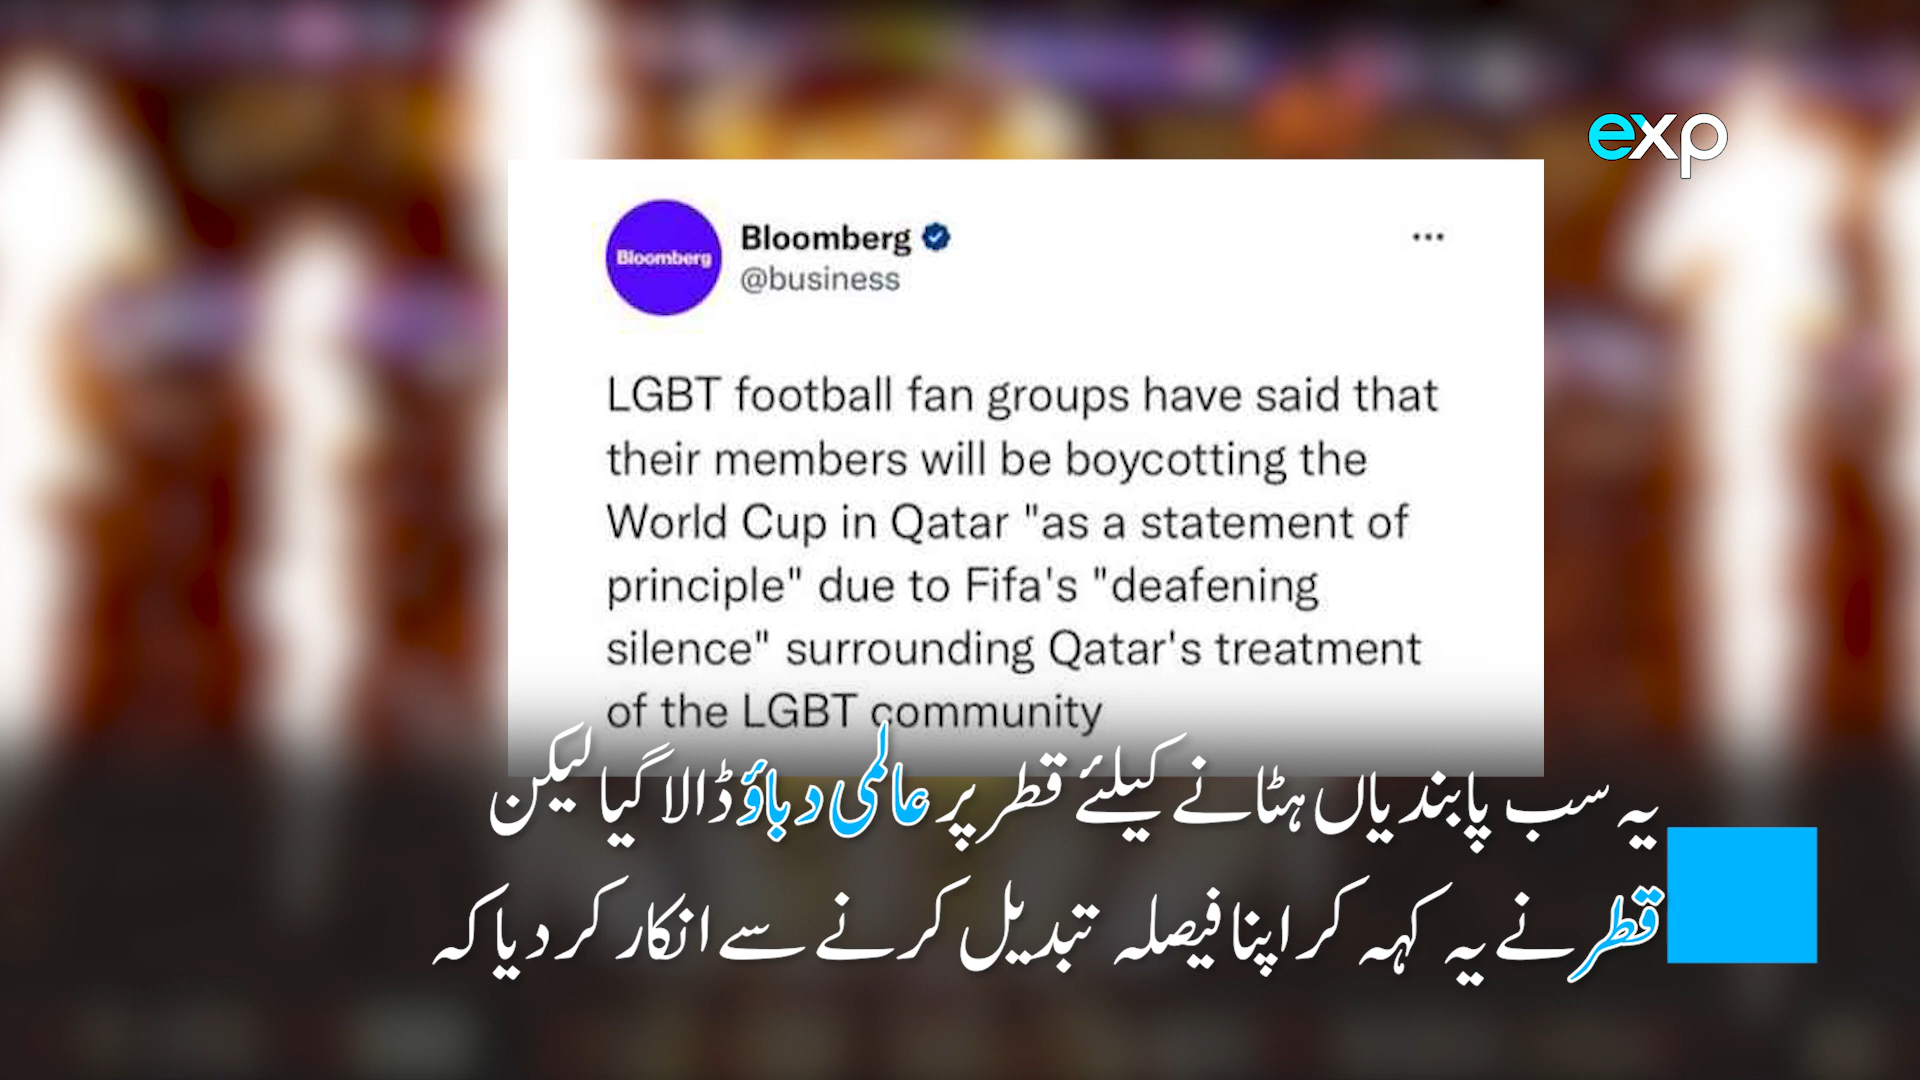 exp
Bloomberg
Bloomberg
@business
LGBT football fan groups have said that
their members will be boycotting the
World Cup in Qatar "as a statement of
principle" due to Fifa's "deafening
silence" surrounding Qatar's treatment
of the LGBT community
یہ سب پابندیاں ہٹانے کیلئے قطر پر عالمی دباؤ ڈالا گیا لیکن
قطر نے یہ کہہ کر اپنا فیصلہ تبدیل کرنے سے انکار کر دیا کہ